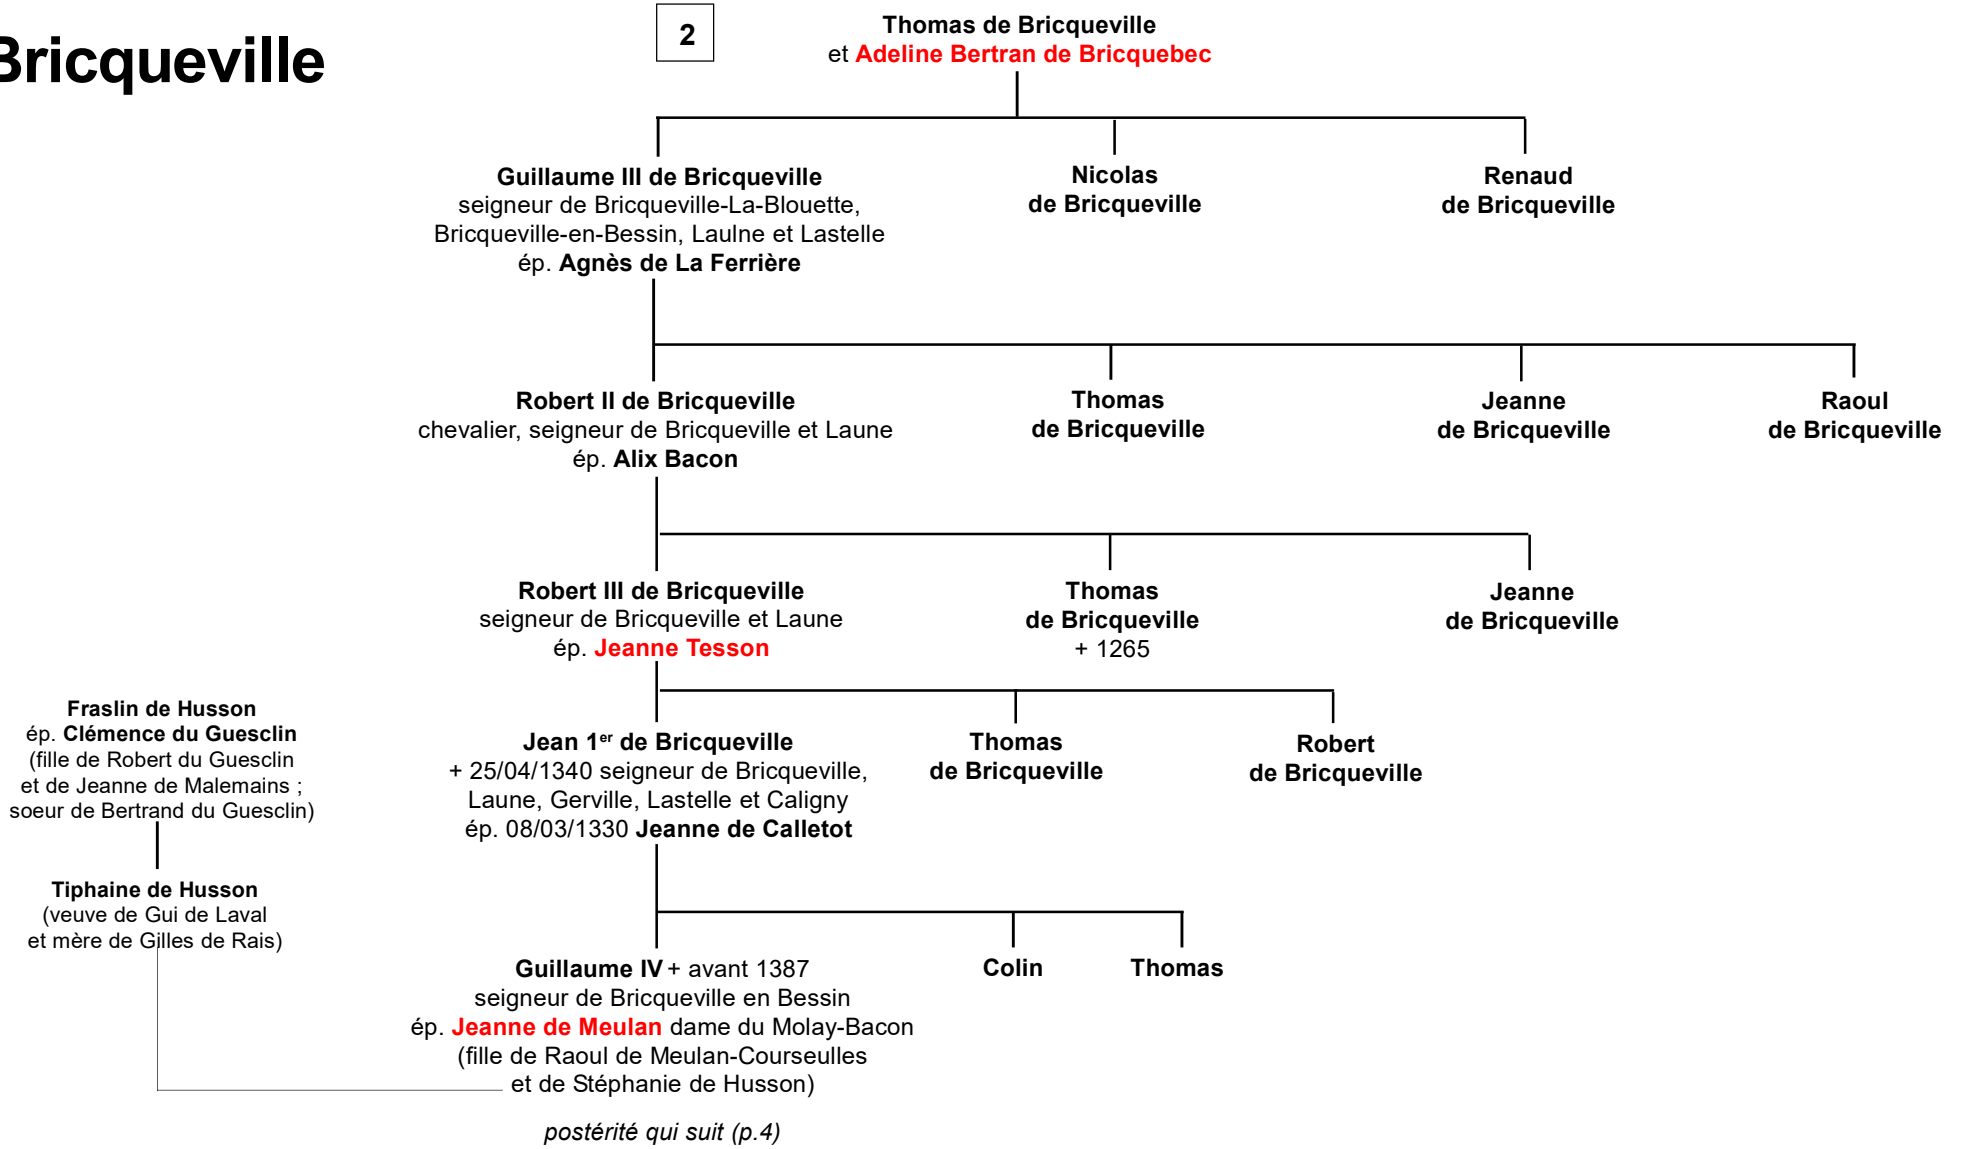 Bricqueville
2
Thomas de Bricqueville
et Adeline Bertran de Bricquebec
Guillaume III de Bricqueville
seigneur de Bricqueville-La-Blouette,
Bricqueville-en-Bessin, Laulne et Lastelle
ép. Agnès de La Ferrière
Nicolas
de Bricqueville
Renaud
de Bricqueville
Robert II de Bricqueville
chevalier, seigneur de Bricqueville et Laune
ép. Alix Bacon
Thomas
de Bricqueville
Jeanne
de Bricqueville
Raoul
de Bricqueville
Robert III de Bricqueville
seigneur de Bricqueville et Laune
ép. Jeanne Tesson
Thomas
de Bricqueville
+ 1265
Jeanne
de Bricqueville
Fraslin de Husson
ép. Clémence du Guesclin
(fille de Robert du Guesclin
et de Jeanne de Malemains ;
soeur de Bertrand du Guesclin)
Jean 1er de Bricqueville
+ 25/04/1340 seigneur de Bricqueville,
Laune, Gerville, Lastelle et Caligny
ép. 08/03/1330 Jeanne de Calletot
Thomas
de Bricqueville
Robert
de Bricqueville
Tiphaine de Husson
(veuve de Gui de Laval
et mère de Gilles de Rais)
Guillaume IV + avant 1387
seigneur de Bricqueville en Bessin
ép. Jeanne de Meulan dame du Molay-Bacon
(fille de Raoul de Meulan-Courseulles
et de Stéphanie de Husson)
Colin
Thomas
postérité qui suit (p.4)